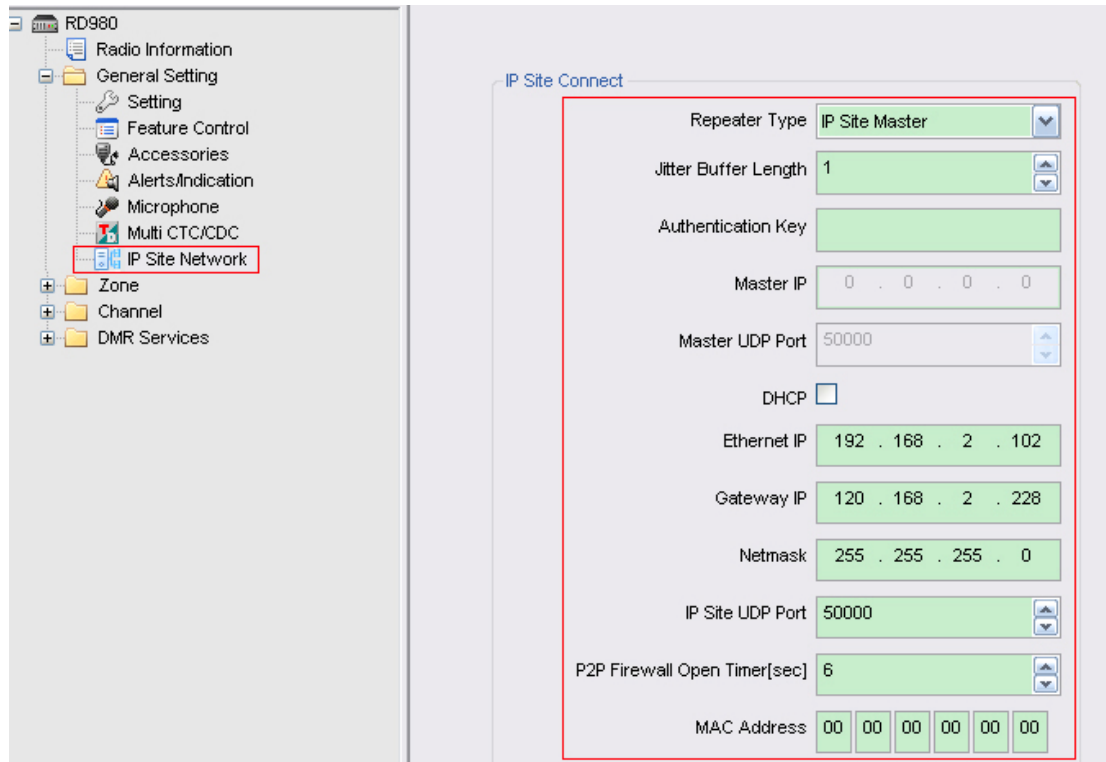 RD980
Radio Information
General Setting
Setting
Feature Control
Accessories
Alerts/Indication
Microphone
Multi CTC/CDC
IP Site Network
Zone
Channel
DMR Services
IP Site Connect
Repeater Type IP Site Master
Jitter Buffer Length 1
Authentication Key
Master IP 0 . 0 . 0 . 0
Master UDP Port 50000
DHCP
Ethernet IP 192 . 168 . 2 . 102
Gateway IP 120 . 168 . 2 . 228
Netmask 255 . 255 . 255 . 0
IP Site UDP Port 50000
P2P Firewall Open Timer[sec] 6
MAC Address 00 00 00 00 00 00